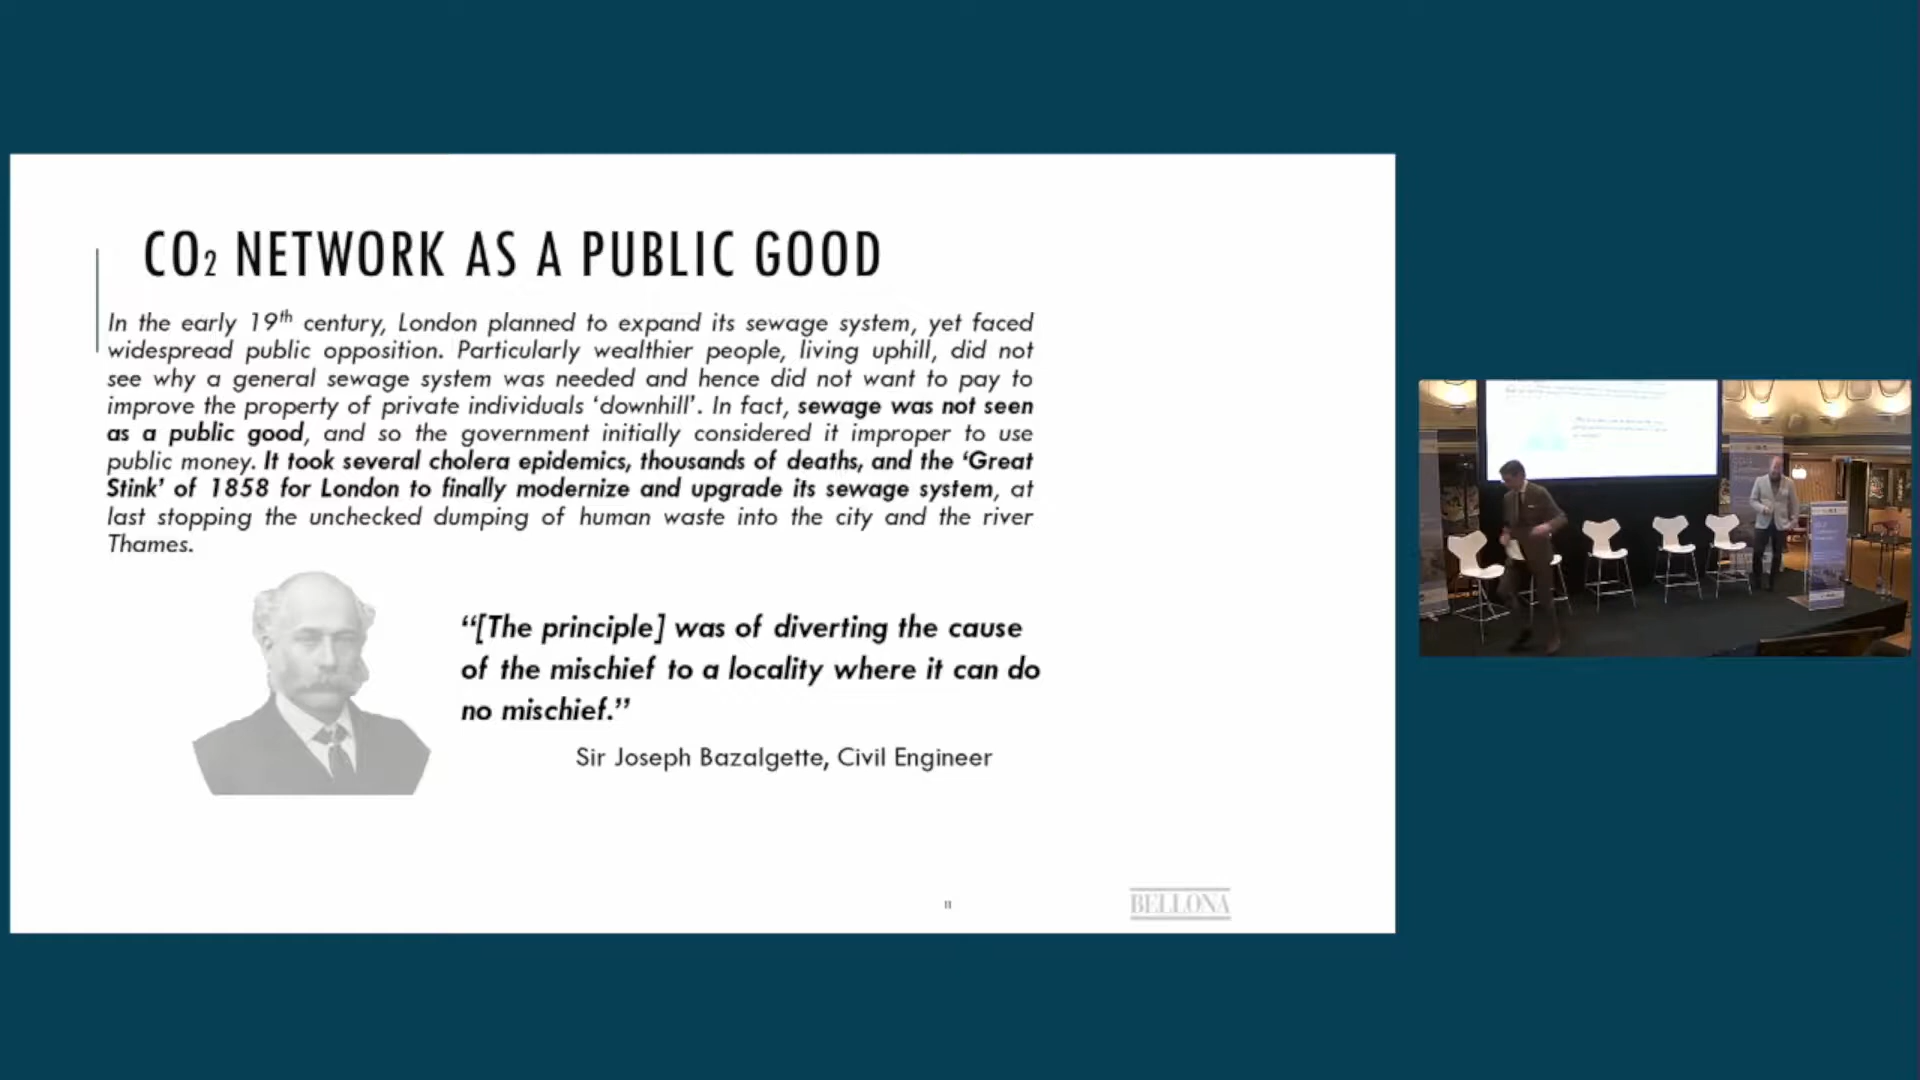 CO₂ NETWORK AS A PUBLIC GOOD
In the early 19th century, London planned to expand its sewage system, yet faced
widespread public opposition. Particularly wealthier people, living uphill, did not
see why a general sewage system was needed and hence did not want to pay to
improve the property of private individuals ‘downhill’. In fact, sewage was not seen
as a public good, and so the government initially considered it improper to use
public money. It took several cholera epidemics, thousands of deaths, and the ‘Great
Stink’ of 1858 for London to finally modernize and upgrade its sewage system, at
last stopping the unchecked dumping of human waste into the city and the river
Thames.
“[The principle] was of diverting the cause
of the mischief to a locality where it can do
no mischief.”
Sir Joseph Bazalgette, Civil Engineer
11
BELLONA